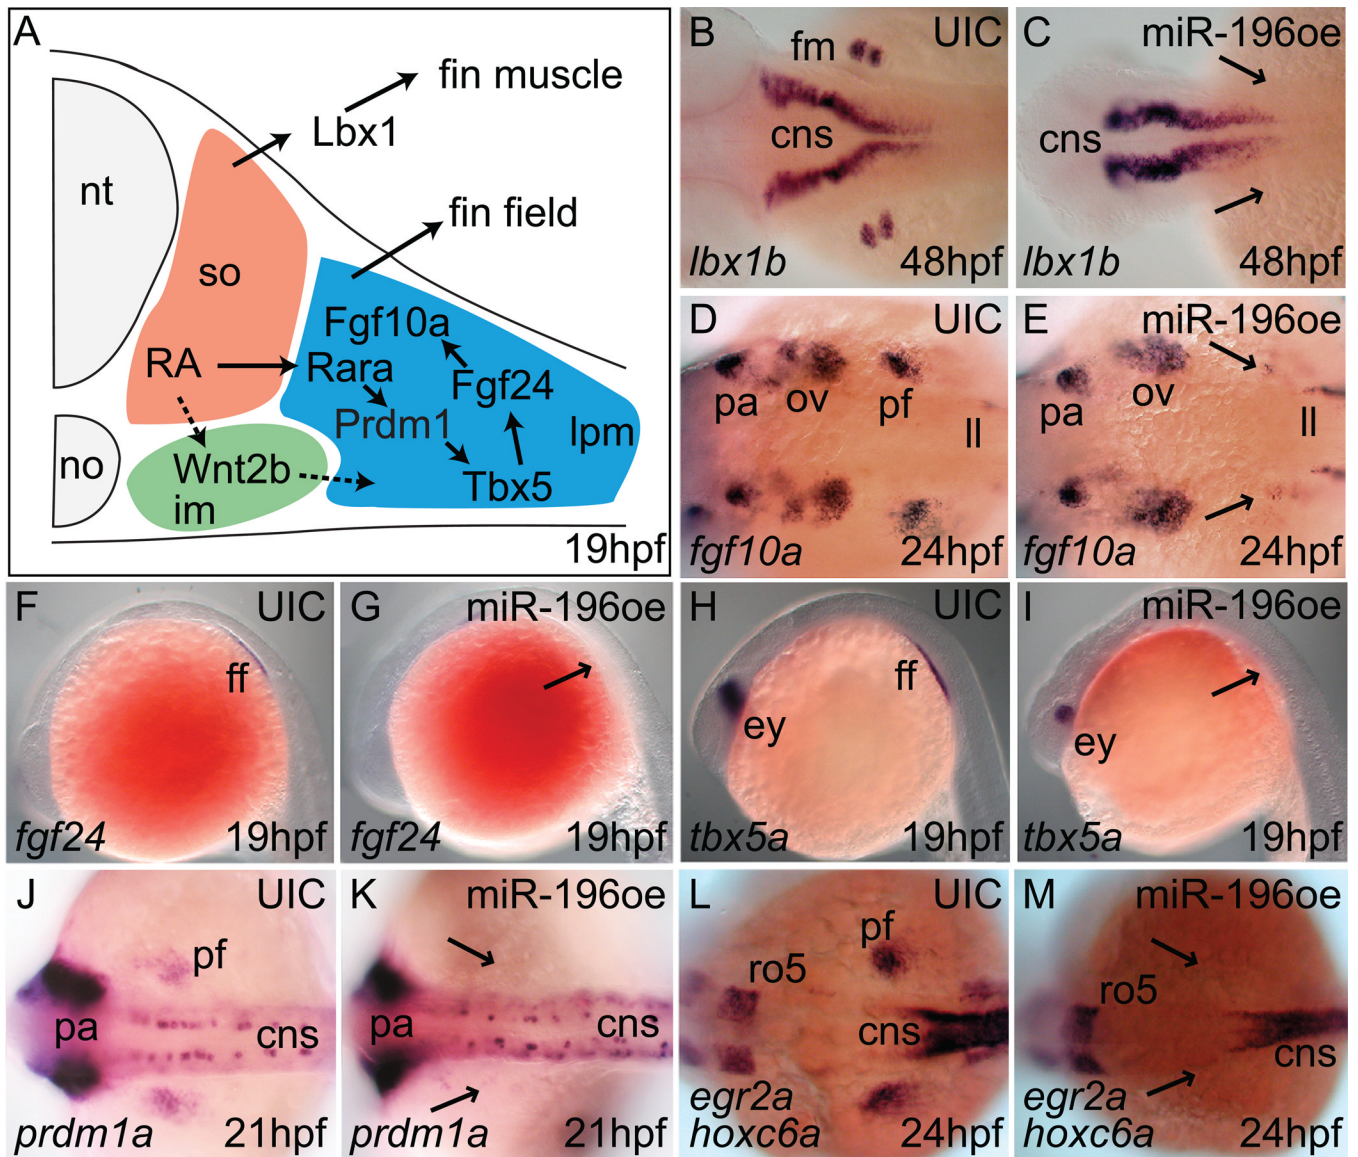 A
fin muscle
Lbx1
nt
fin field
so
Fgf10a
RA
Rara
Fgf24
Prdm1
lpm
no
Wnt2b
Tbx5
im
19hpf
B
UIC
fm
cns
lbx1b
48hpf
C
miR-196oe
cns
lbx1b
48hpf
D
UIC
pa
ov
pf
ll
fgf10a
24hpf
E
miR-196oe
pa
ov
ll
fgf10a
24hpf
F
UIC
ff
fgf24
19hpf
G
miR-196oe
fgf24
19hpf
H
UIC
ff
ey
tbx5a
19hpf
I
miR-196oe
ey
tbx5a
19hpf
J
UIC
pf
pa
cns
prdm1a
21hpf
K
miR-196oe
pa
cns
prdm1a
21hpf
L
UIC
pf
ro5
cns
egr2a
hoxc6a
24hpf
M
miR-196oe
ro5
cns
egr2a
hoxc6a
24hpf